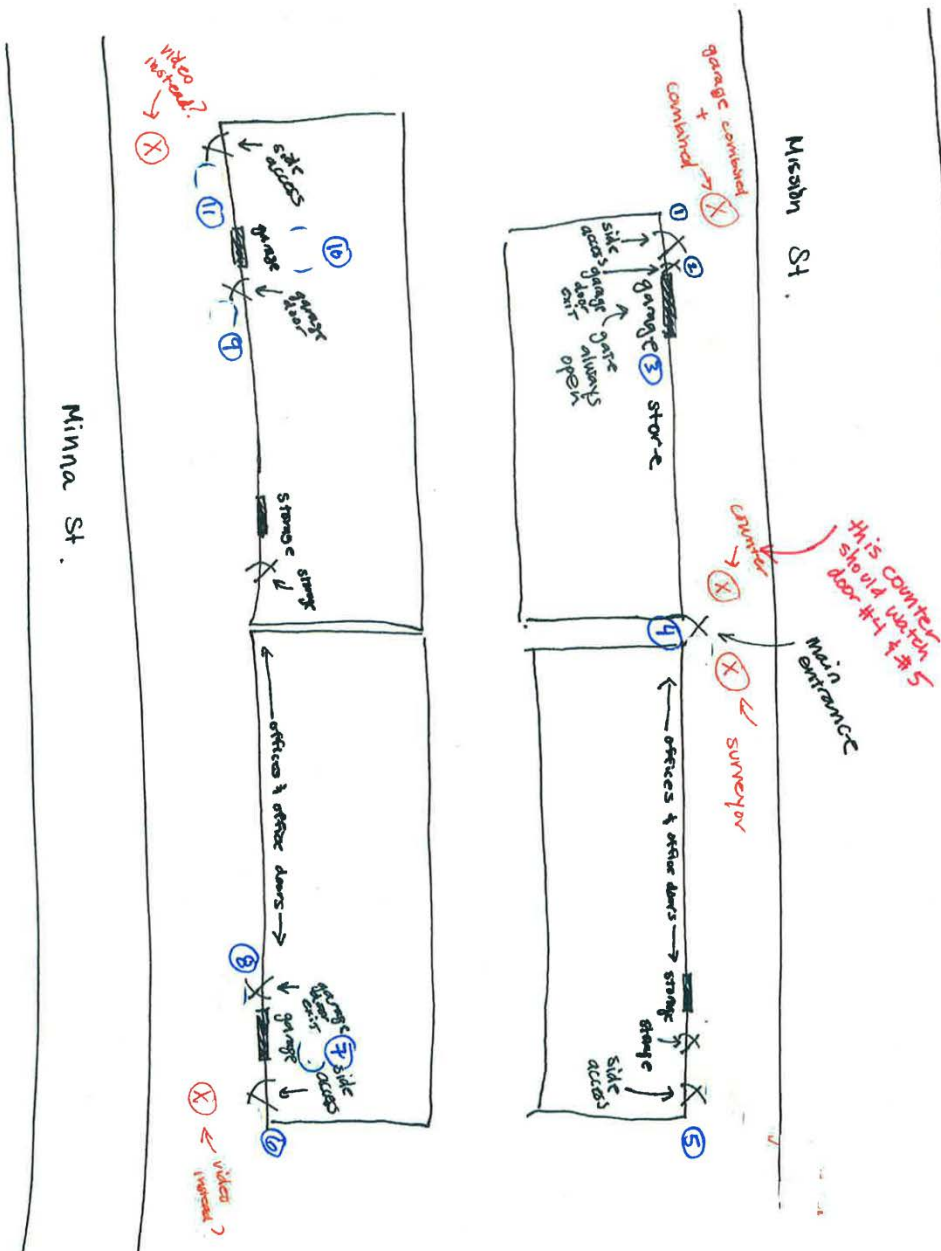 Mission St.
garage combined
+
combined
X
①
②
side
access
garage
door
exit
garage
③
gate
always
open
store
counter
X
this counter
should watch
door #4 & #5
④
main
entrance
X
surveyor
offices & office doors
storage
storage
side
access
⑤
video
instead?
X
⑪
side
access
garage
⑩
garage
door
⑨
storage
storage
offices & office doors
⑧
garage
door
exit
garage
⑦
side
access
⑥
X
video
instead?
Minna St.